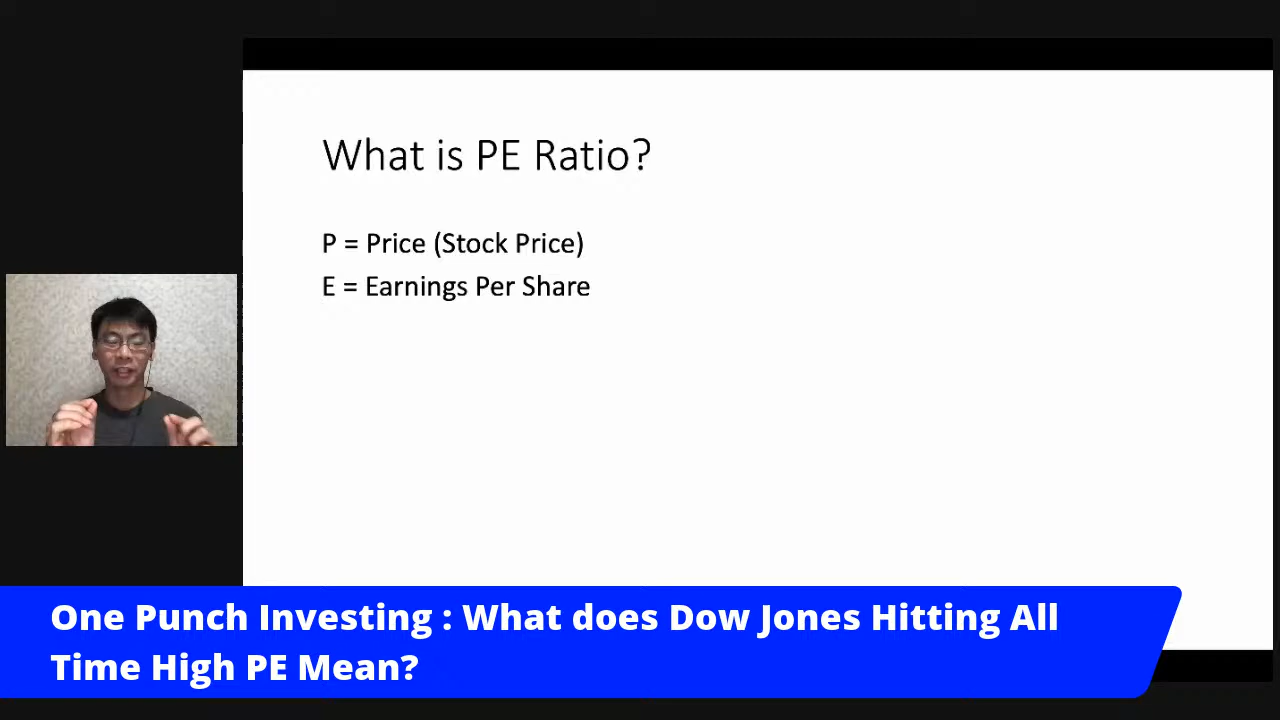 What is PE Ratio?
P = Price (Stock Price)
E = Earnings Per Share
One Punch Investing : What does Dow Jones Hitting All
Time High PE Mean?